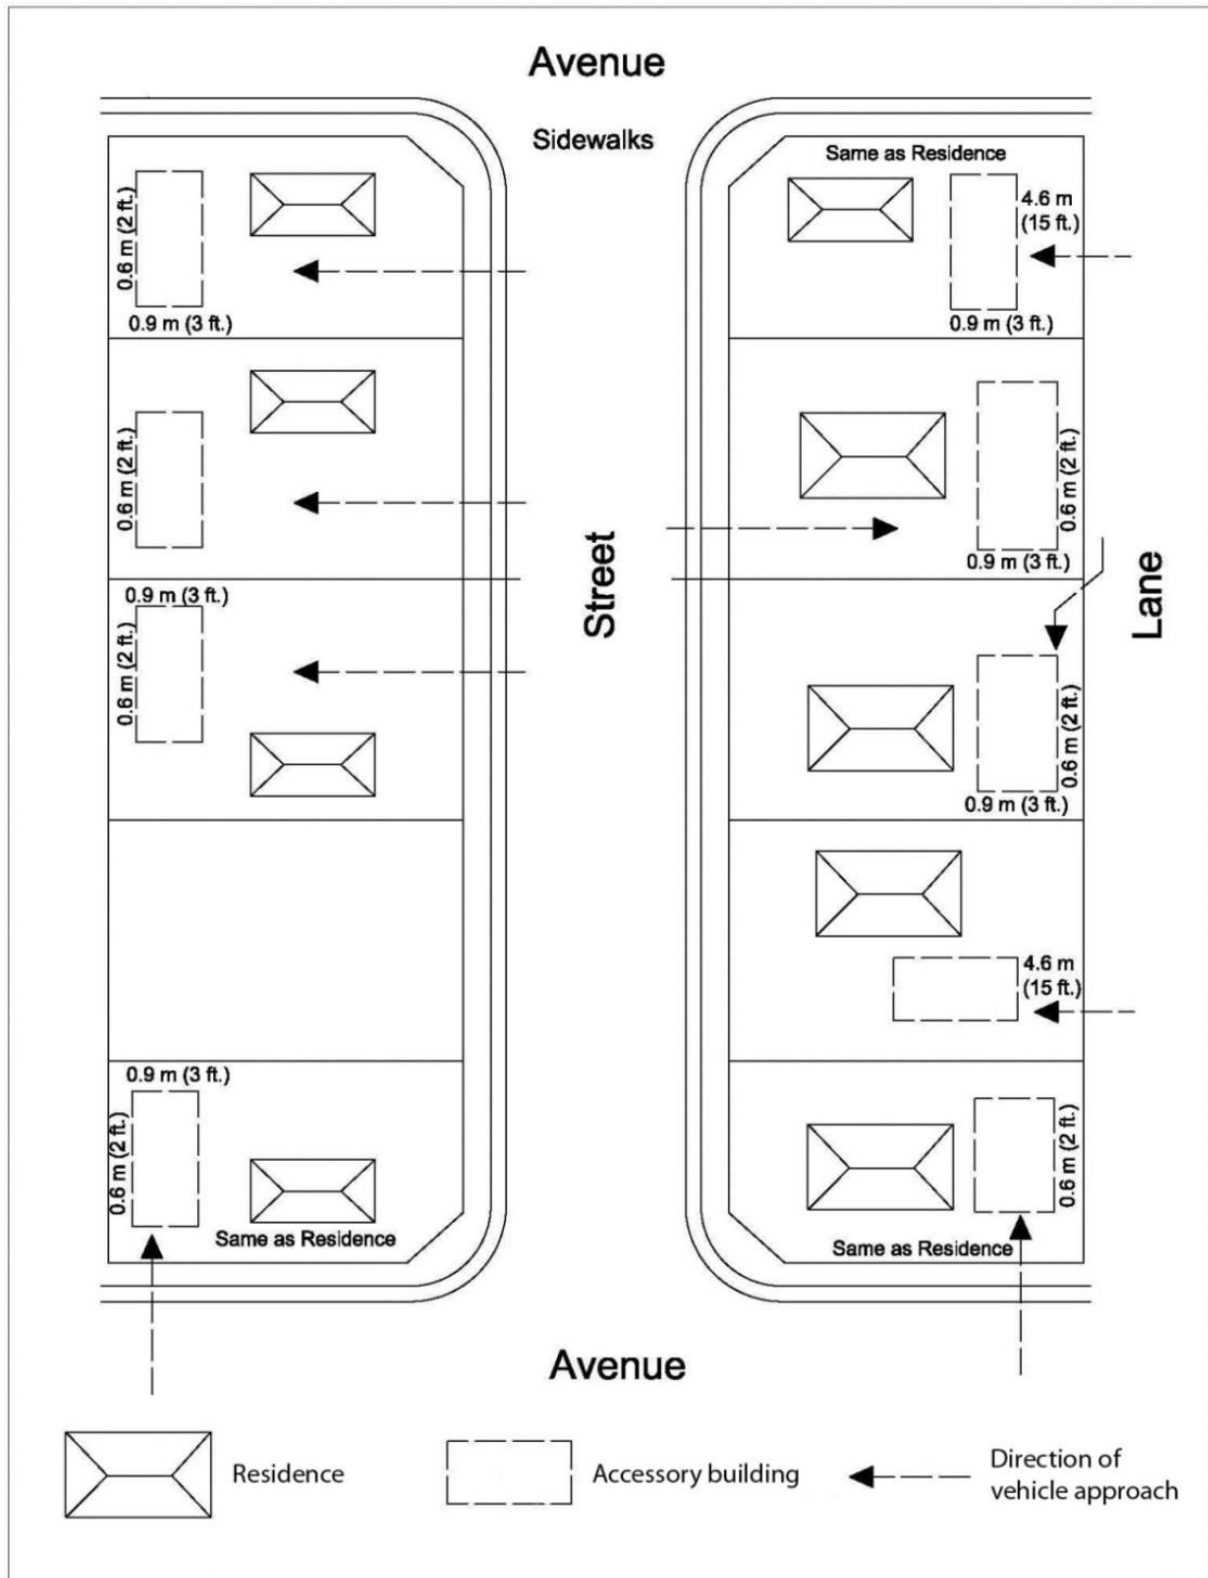 Avenue
Sidewalks
Same as Residence
0.6 m (2 ft.)
0.9 m (3 ft.)
4.6 m
(15 ft.)
0.9 m (3 ft.)
0.6 m (2 ft.)
0.6 m (2 ft.)
0.9 m (3 ft.)
Street
Lane
0.9 m (3 ft.)
0.6 m (2 ft.)
0.6 m (2 ft.)
0.9 m (3 ft.)
4.6 m
(15 ft.)
0.9 m (3 ft.)
0.6 m (2 ft.)
0.6 m (2 ft.)
Same as Residence
Same as Residence
Avenue
Residence
Accessory building
Direction of
vehicle approach